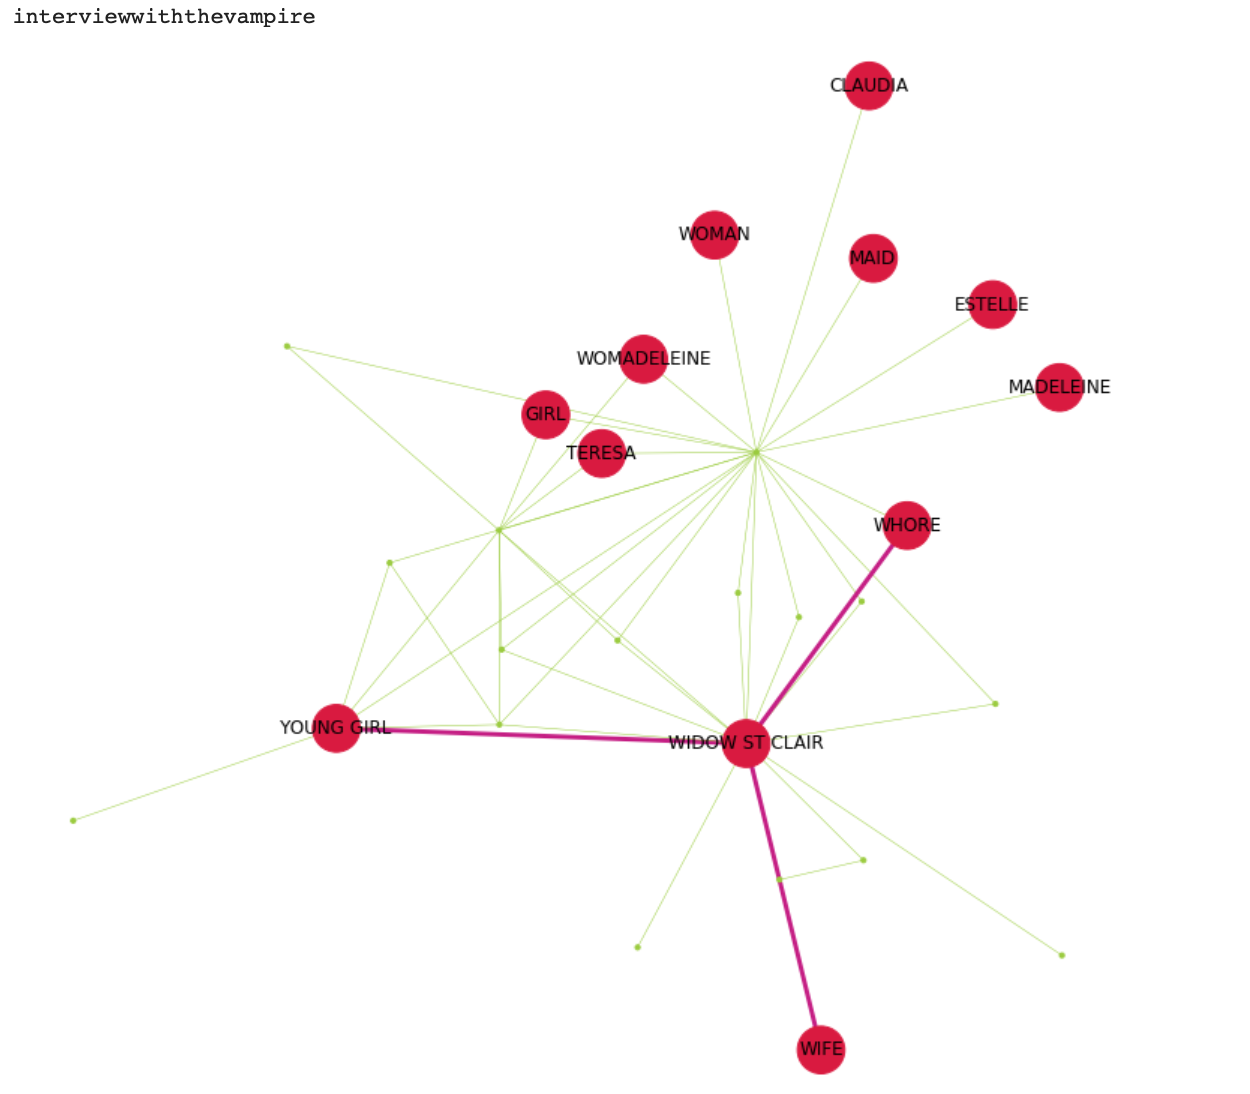 interviewwiththevampire
CLAUDIA
WOMAN
MAID
ESTELLE
WOMADELEINE
MADELEINE
GIRL
TERESA
WHORE
YOUNG GIRL
WIDOW ST CLAIR
WIFE